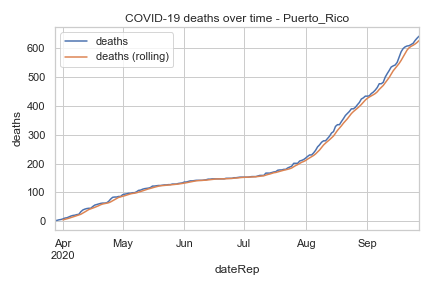 COVID-19 deaths over time - Puerto_Rico
deaths
deaths (rolling)
600
500
400
300
200
100
0
deaths
Apr May Jun Jul Aug Sep
2020
dateRep